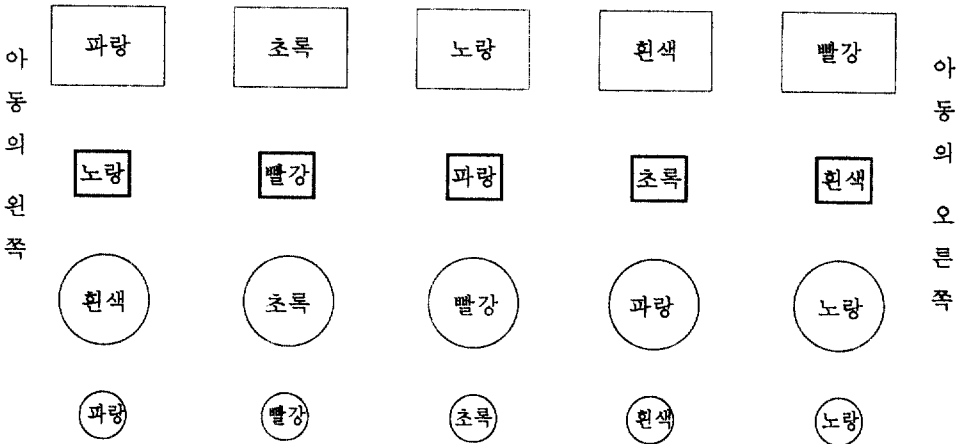 아동의 왼쪽
파랑 초록 노랑 흰색 빨강
노랑 빨강 파랑 초록 흰색
흰색 초록 빨강 파랑 노랑
파랑 빨강 초록 흰색 노랑
아동의 오른쪽